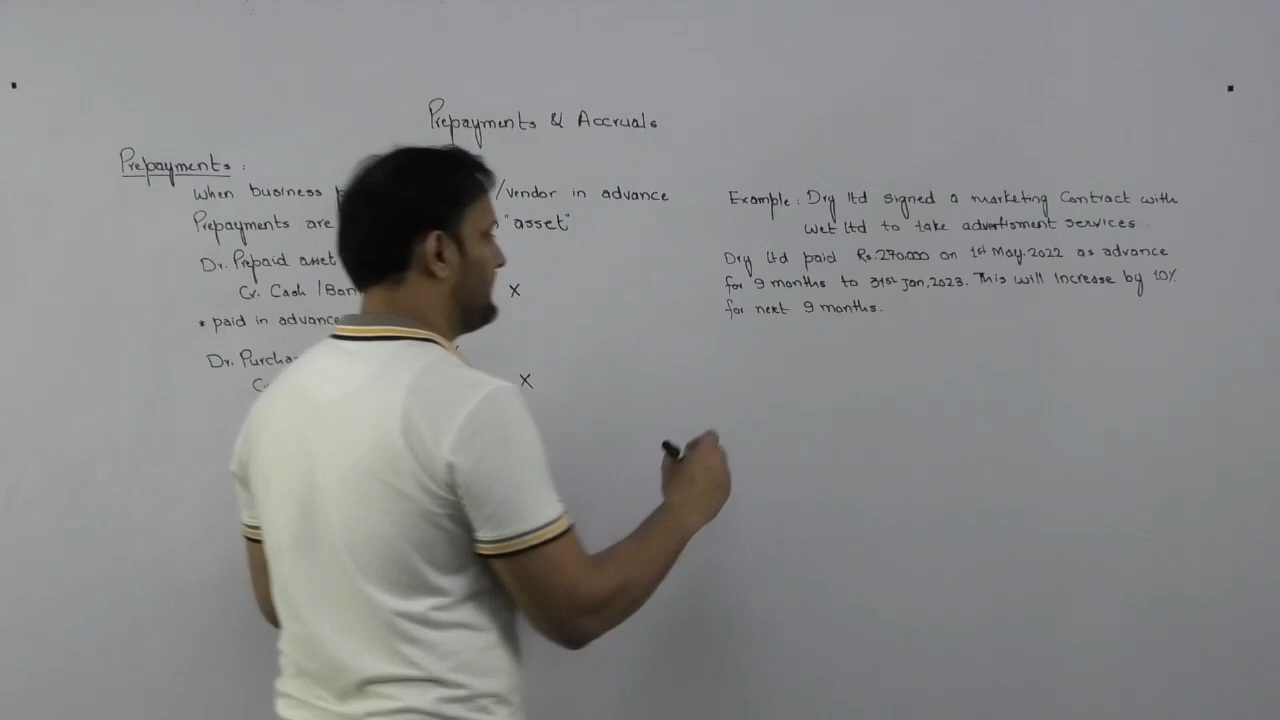 Prepayments & Accruals
Prepayments :
When business /vendor in advance
Prepayments are "asset"
Dr. Prepaid asset
Cr. Cash /Ban X
* paid in advance
Dr. Purcha
X
Example : Dry ltd signed a marketing Contract with
Wet ltd to take advertisment services
Dry ltd paid Rs.270.000 on 1st May.2022 as advance
for 9 months to 31st Jan,2023. This will increase by 10%
for next 9 months.